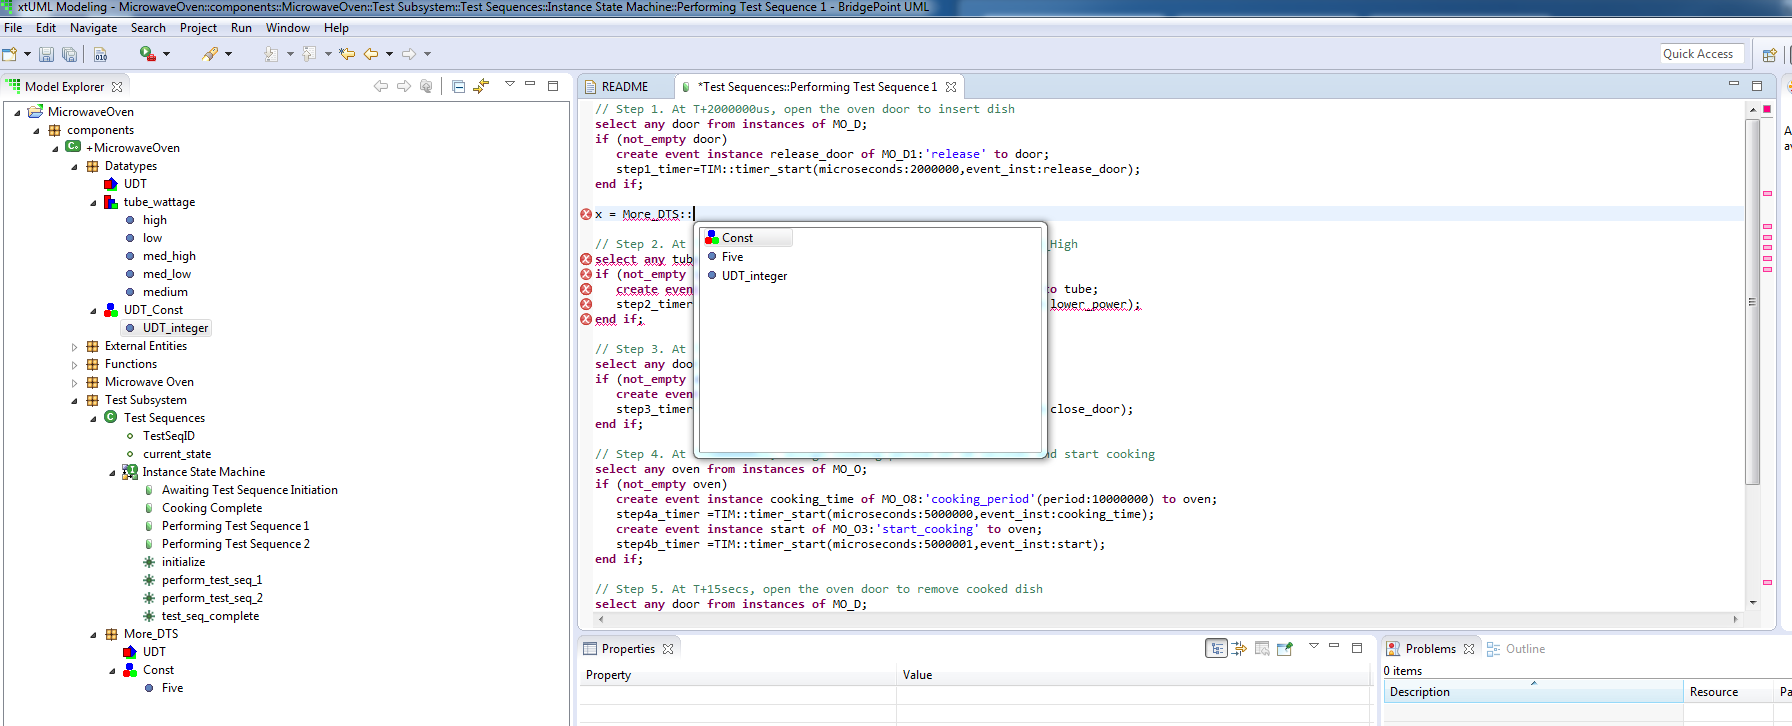 xtUML Modeling - MicrowaveOven::components::MicrowaveOven::Test Subsystem::Test Sequences::Instance State Machine::Performing Test Sequence 1 - BridgePoint UML
File Edit Navigate Search Project Run Window Help
Quick Access
Model Explorer
MicrowaveOven
components
+MicrowaveOven
Datatypes
UDT
tube_wattage
high
low
med_high
med_low
medium
UDT_Const
UDT_integer
External Entities
Functions
Microwave Oven
Test Subsystem
Test Sequences
TestSeqID
current_state
Instance State Machine
Awaiting Test Sequence Initiation
Cooking Complete
Performing Test Sequence 1
Performing Test Sequence 2
initialize
perform_test_seq_1
perform_test_seq_2
test_seq_complete
More_DTS
UDT
Const
Five
README *Test Sequences::Performing Test Sequence 1
// Step 1. At T+2000000us, open the oven door to insert dish
select any door from instances of MO_D;
if (not_empty door)
create event instance release_door of MO_D1:'release' to door;
step1_timer=TIM::timer_start(microseconds:2000000,event_inst:release_door);
end if;
x = More_DTS::
Const
Five
UDT_integer
// Step 2. At High
select any tub
if (not_empty
create even to tube;
step2_timer lower_power);
end if;
// Step 3. At
select any doo
if (not_empty
create even
step3_timer close_door);
end if;
// Step 4. At nd start cooking
select any oven from instances of MO_O;
if (not_empty oven)
create event instance cooking_time of MO_O8:'cooking_period'(period:10000000) to oven;
step4a_timer =TIM::timer_start(microseconds:5000000,event_inst:cooking_time);
create event instance start of MO_O3:'start_cooking' to oven;
step4b_timer =TIM::timer_start(microseconds:5000001,event_inst:start);
end if;
// Step 5. At T+15secs, open the oven door to remove cooked dish
select any door from instances of MO_D;
Properties
Property Value
Problems Outline
0 items
Description Resource Pa
A
av